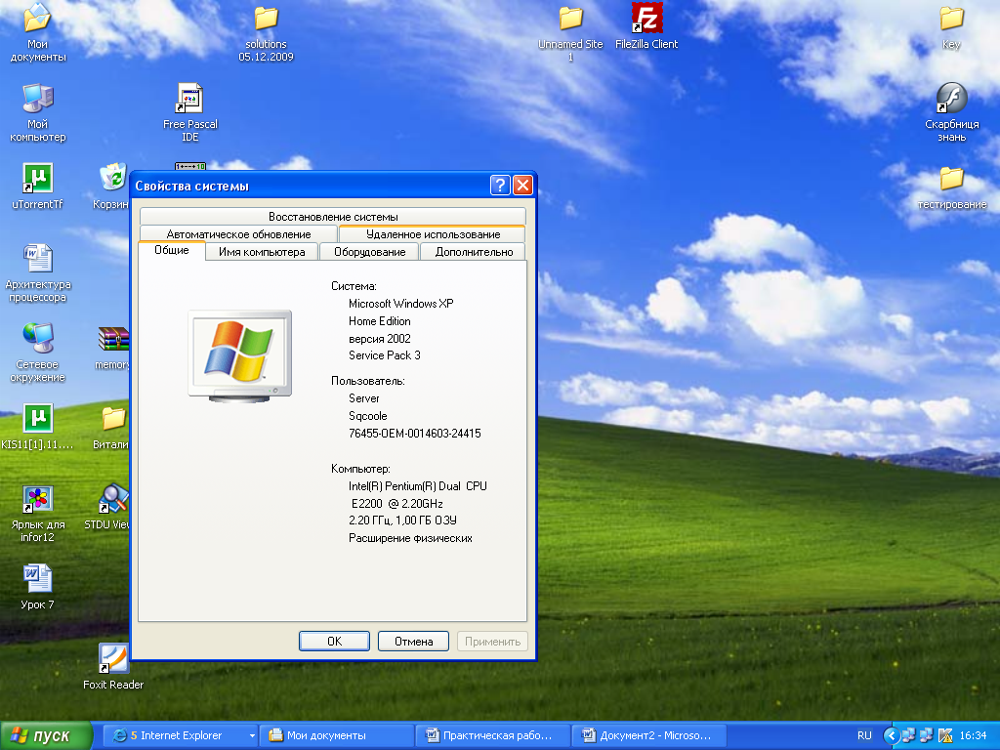 Мои
документы
solutions
05.12.2009
Unnamed Site
1
FileZilla Client
Key
Мой
компьютер
Free Pascal
IDE
Скарбниця
знань
uTorrentTf
Корзин
тестирование
Архитектура
процессора
Сетевое
окружение
memory
KIS11[1].11....
Витали
Ярлык для
infor12
STDU View
Урок 7
Foxit Reader
Свойства системы
Восстановление системы
Автоматическое обновление
Удаленное использование
Общие
Имя компьютера
Оборудование
Дополнительно
Система:
Microsoft Windows XP
Home Edition
версия 2002
Service Pack 3
Пользователь:
Server
Sqcoole
76455-OEM-0014603-24415
Компьютер:
Intel(R) Pentium(R) Dual CPU
E2200 @ 2.20GHz
2.20 ГГц, 1,00 ГБ ОЗУ
Расширение физических
OK
Отмена
Применить
пуск
5 Internet Explorer
Мои документы
Практическая рабо...
Документ2 - Microso...
RU
16:34